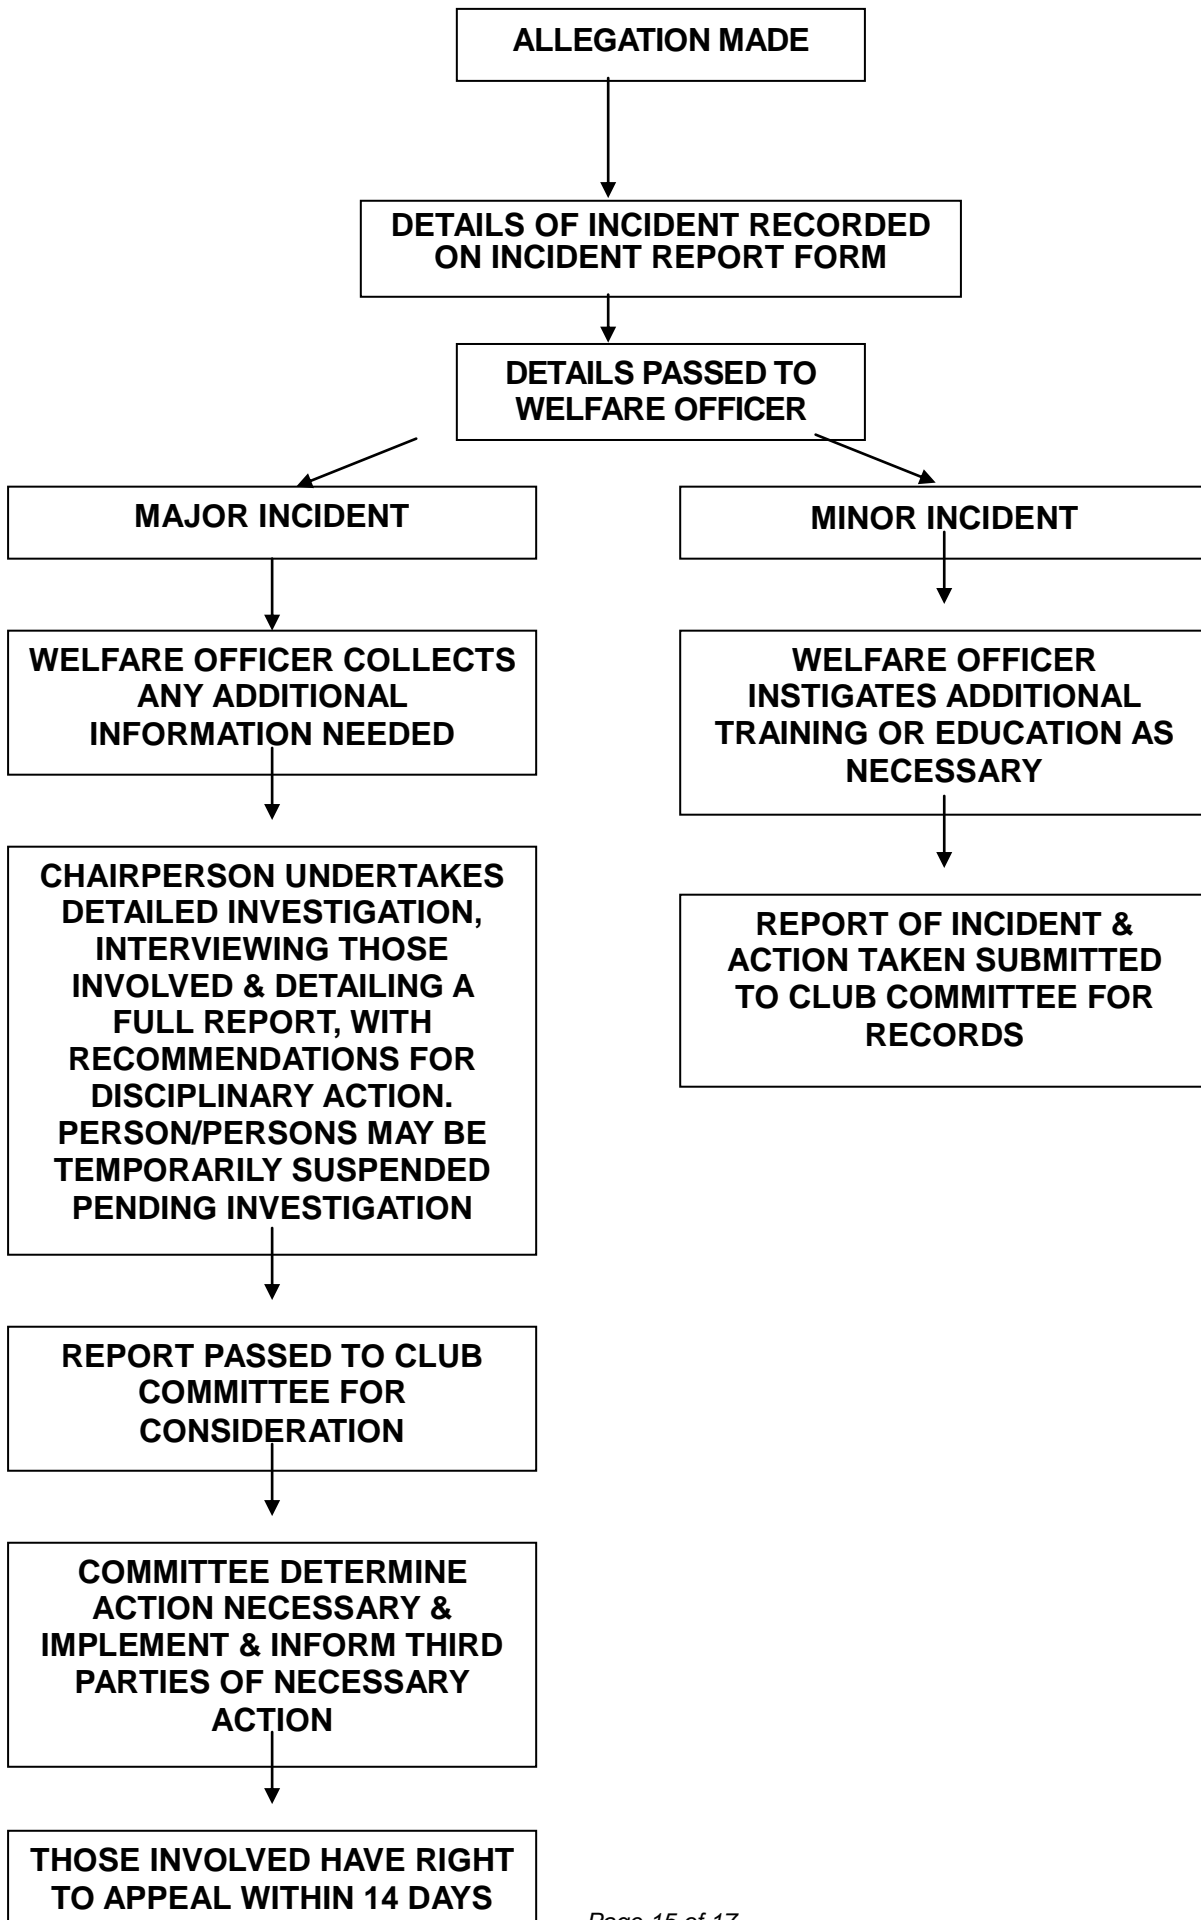 ALLEGATION MADE
DETAILS OF INCIDENT RECORDED
ON INCIDENT REPORT FORM
DETAILS PASSED TO
WELFARE OFFICER
MAJOR INCIDENT
WELFARE OFFICER COLLECTS
ANY ADDITIONAL
INFORMATION NEEDED
CHAIRPERSON UNDERTAKES
DETAILED INVESTIGATION,
INTERVIEWING THOSE
INVOLVED & DETAILING A
FULL REPORT, WITH
RECOMMENDATIONS FOR
DISCIPLINARY ACTION.
PERSON/PERSONS MAY BE
TEMPORARILY SUSPENDED
PENDING INVESTIGATION
REPORT PASSED TO CLUB
COMMITTEE FOR
CONSIDERATION
COMMITTEE DETERMINE
ACTION NECESSARY &
IMPLEMENT & INFORM THIRD
PARTIES OF NECESSARY
ACTION
THOSE INVOLVED HAVE RIGHT
TO APPEAL WITHIN 14 DAYS
MINOR INCIDENT
WELFARE OFFICER
INSTIGATES ADDITIONAL
TRAINING OR EDUCATION AS
NECESSARY
REPORT OF INCIDENT &
ACTION TAKEN SUBMITTED
TO CLUB COMMITTEE FOR
RECORDS
Page 15 of 17